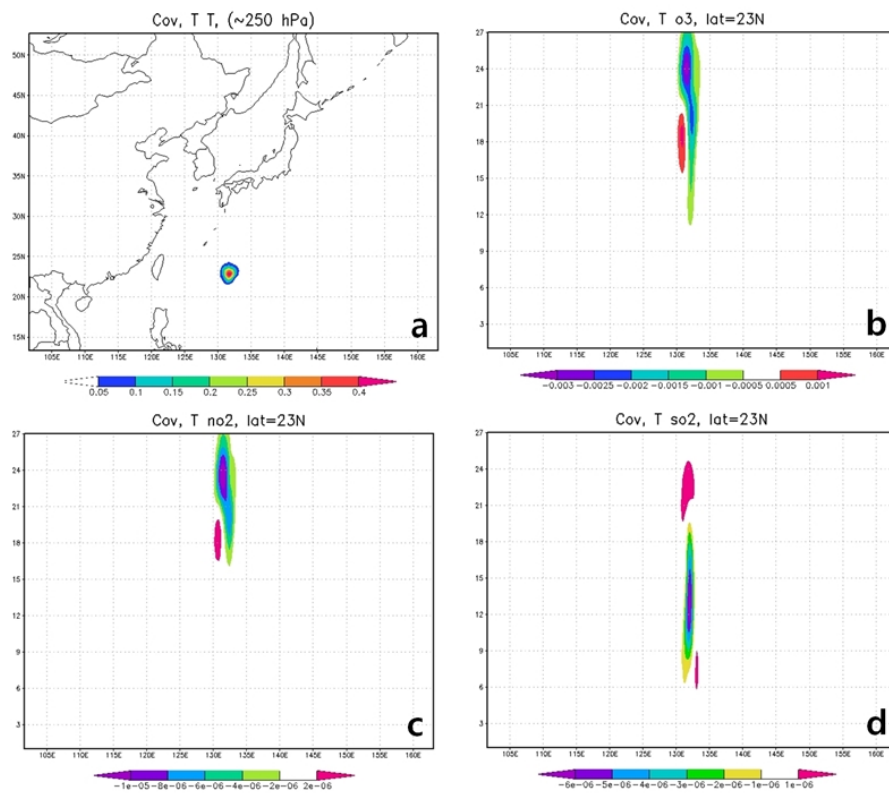 Cov, T T, (~250 hPa)
50N
45N
40N
35N
30N
25N
20N
15N
105E 110E 115E 120E 125E 130E 135E 140E 145E 150E 155E 160E
a
0.05 0.1 0.15 0.2 0.25 0.3 0.35 0.4
Cov, T o3, lat=23N
27
24
21
18
15
12
9
6
3
105E 110E 115E 120E 125E 130E 135E 140E 145E 150E 155E 160E
b
-0.003 -0.0025 -0.002 -0.0015 -0.001 -0.0005 0.0005 0.001
Cov, T no2, lat=23N
27
24
21
18
15
12
9
6
3
105E 110E 115E 120E 125E 130E 135E 140E 145E 150E 155E 160E
c
-1e-05 -8e-06 -6e-06 -4e-06 -2e-06 2e-06
Cov, T so2, lat=23N
27
24
21
18
15
12
9
6
3
105E 110E 115E 120E 125E 130E 135E 140E 145E 150E 155E 160E
d
-6e-06 -5e-06 -4e-06 -3e-06 -2e-06 -1e-06 1e-06